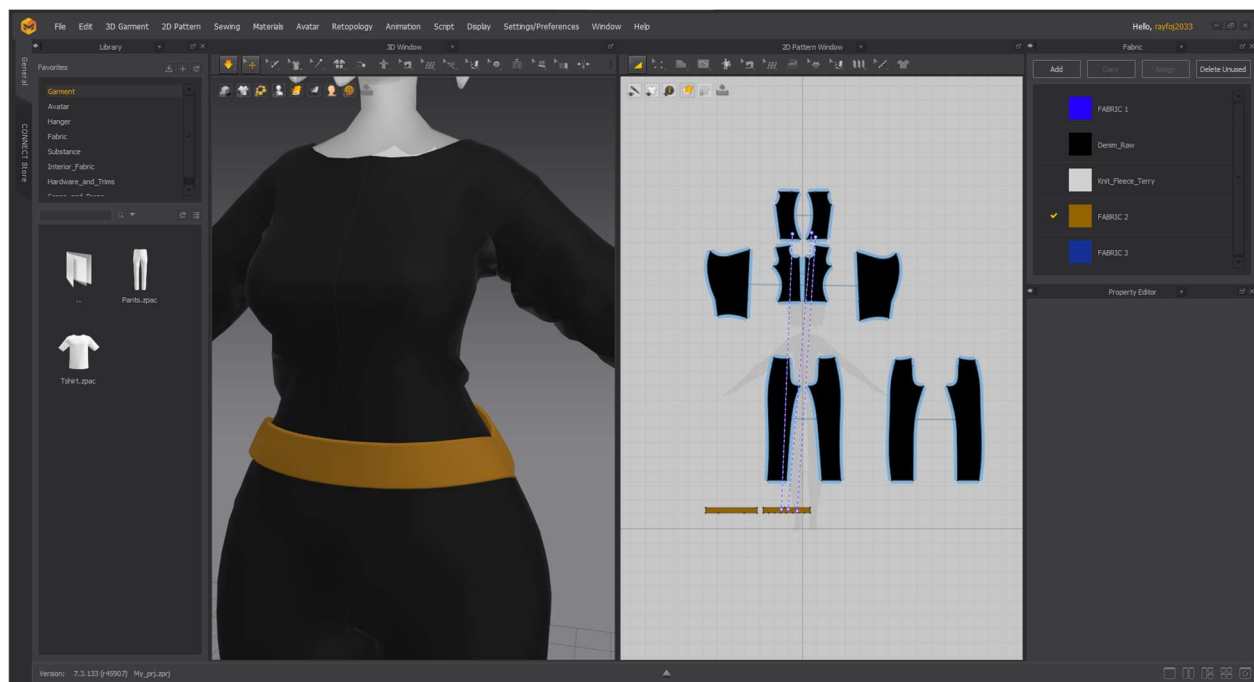 File Edit 3D Garment 2D Pattern Sewing Materials Avatar Retopology Animation Script Display Settings/Preferences Window Help Hello, rayfoj2033
Library 3D Window 2D Pattern Window Fabric
General
CONNECT Store
Favorites
Garment
Avatar
Hanger
Fabric
Substance
Interior_Fabric
Hardware_and_Trims
..
Pants.zpac
Tshirt.zpac
Add Copy Assign Delete Unused
FABRIC 1
Denim_Raw
Knit_Fleece_Terry
FABRIC 2
FABRIC 3
Property Editor
Version: 7.3.133 (r45907) My_prj.zprj